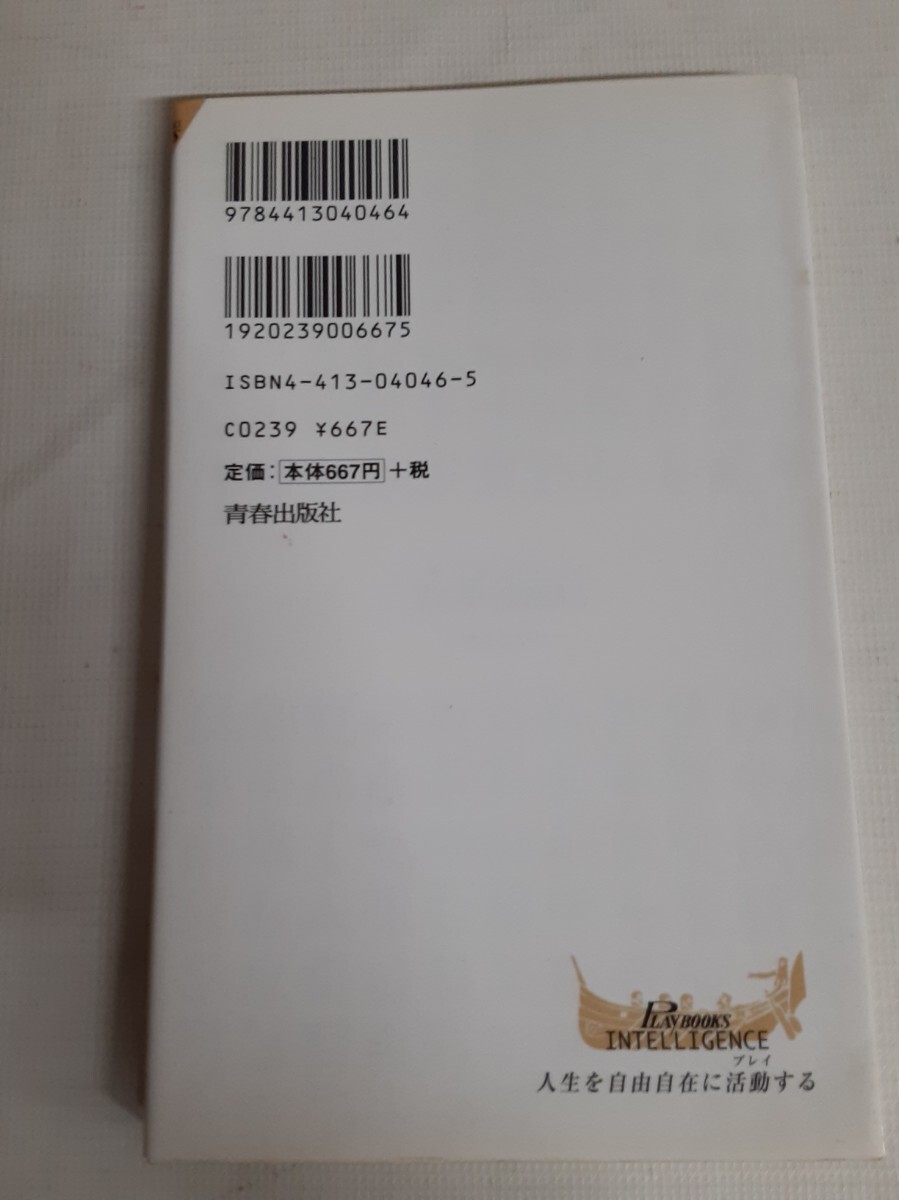 9784413040464
1920239006675
ISBN4-413-04046-5
C0239 ¥667E
定価:本体667円+税
青春出版社
PLAYBOOKS
INTELLIGENCE
プレイ
人生を自由自在に活動する